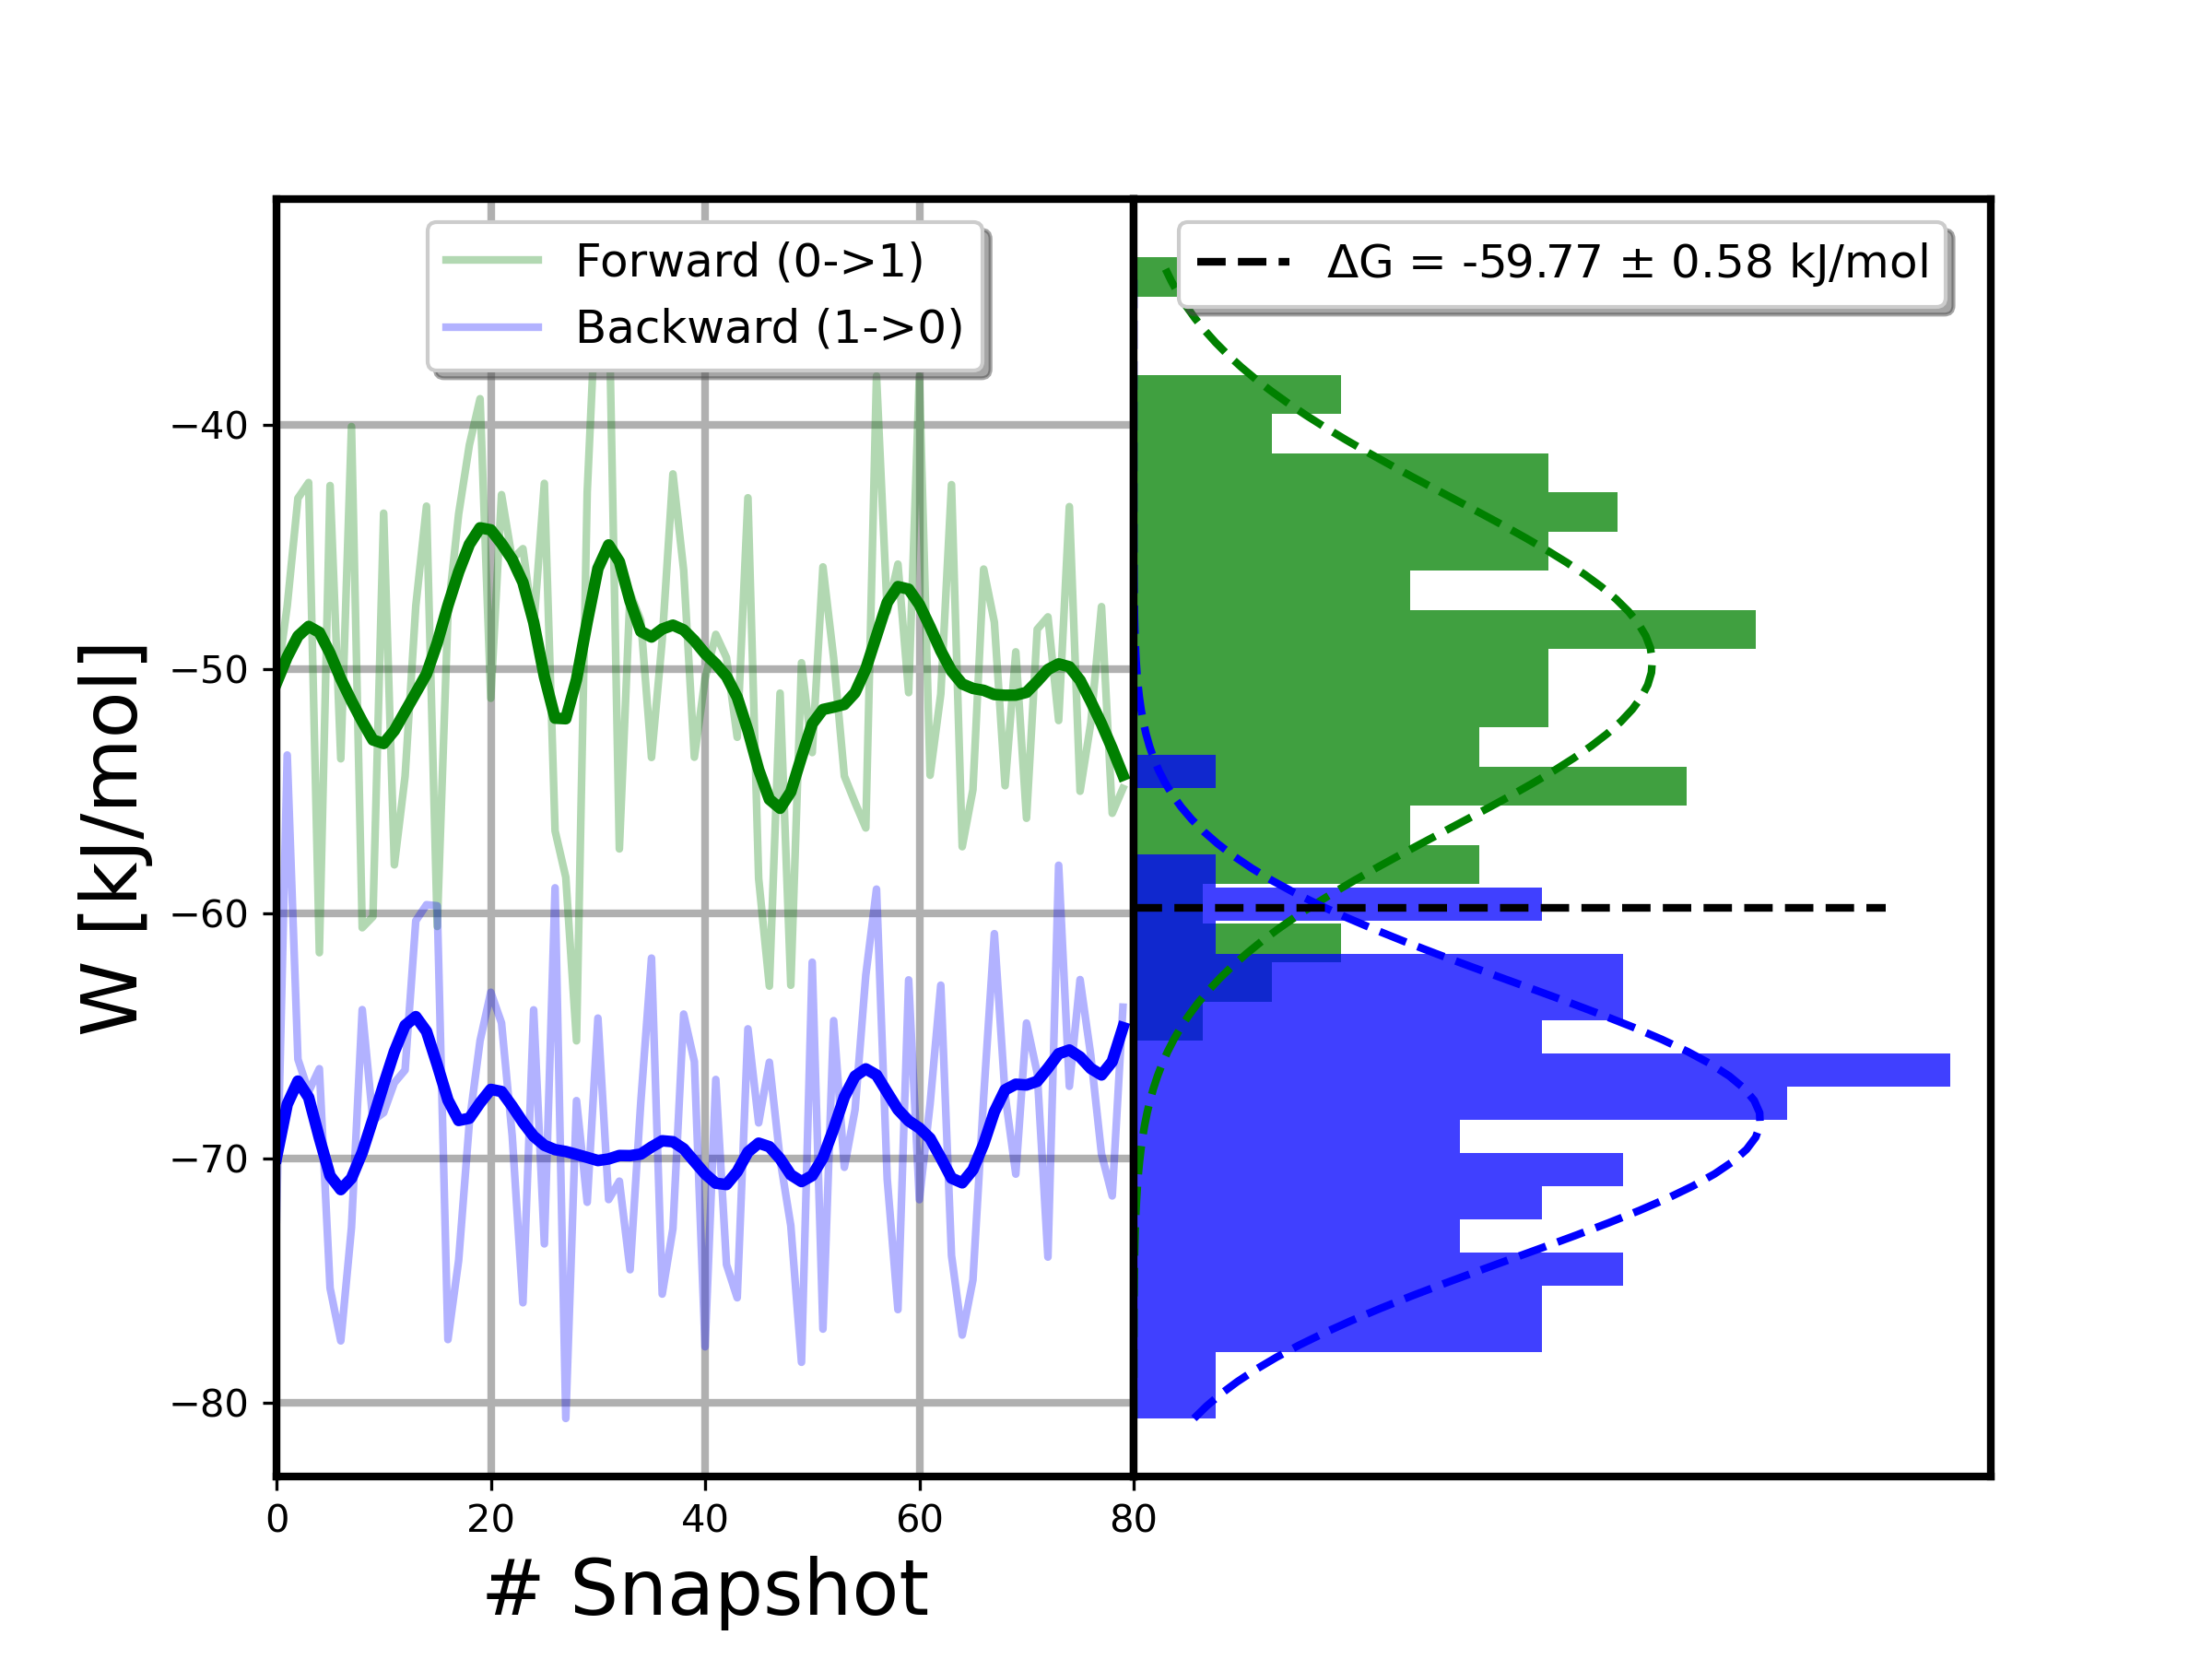 Forward (0->1)
Backward (1->0)
ΔG = -59.77 ± 0.58 kJ/mol
W [kJ/mol]
−40
−50
−60
−70
−80
0
20
40
60
80
# Snapshot